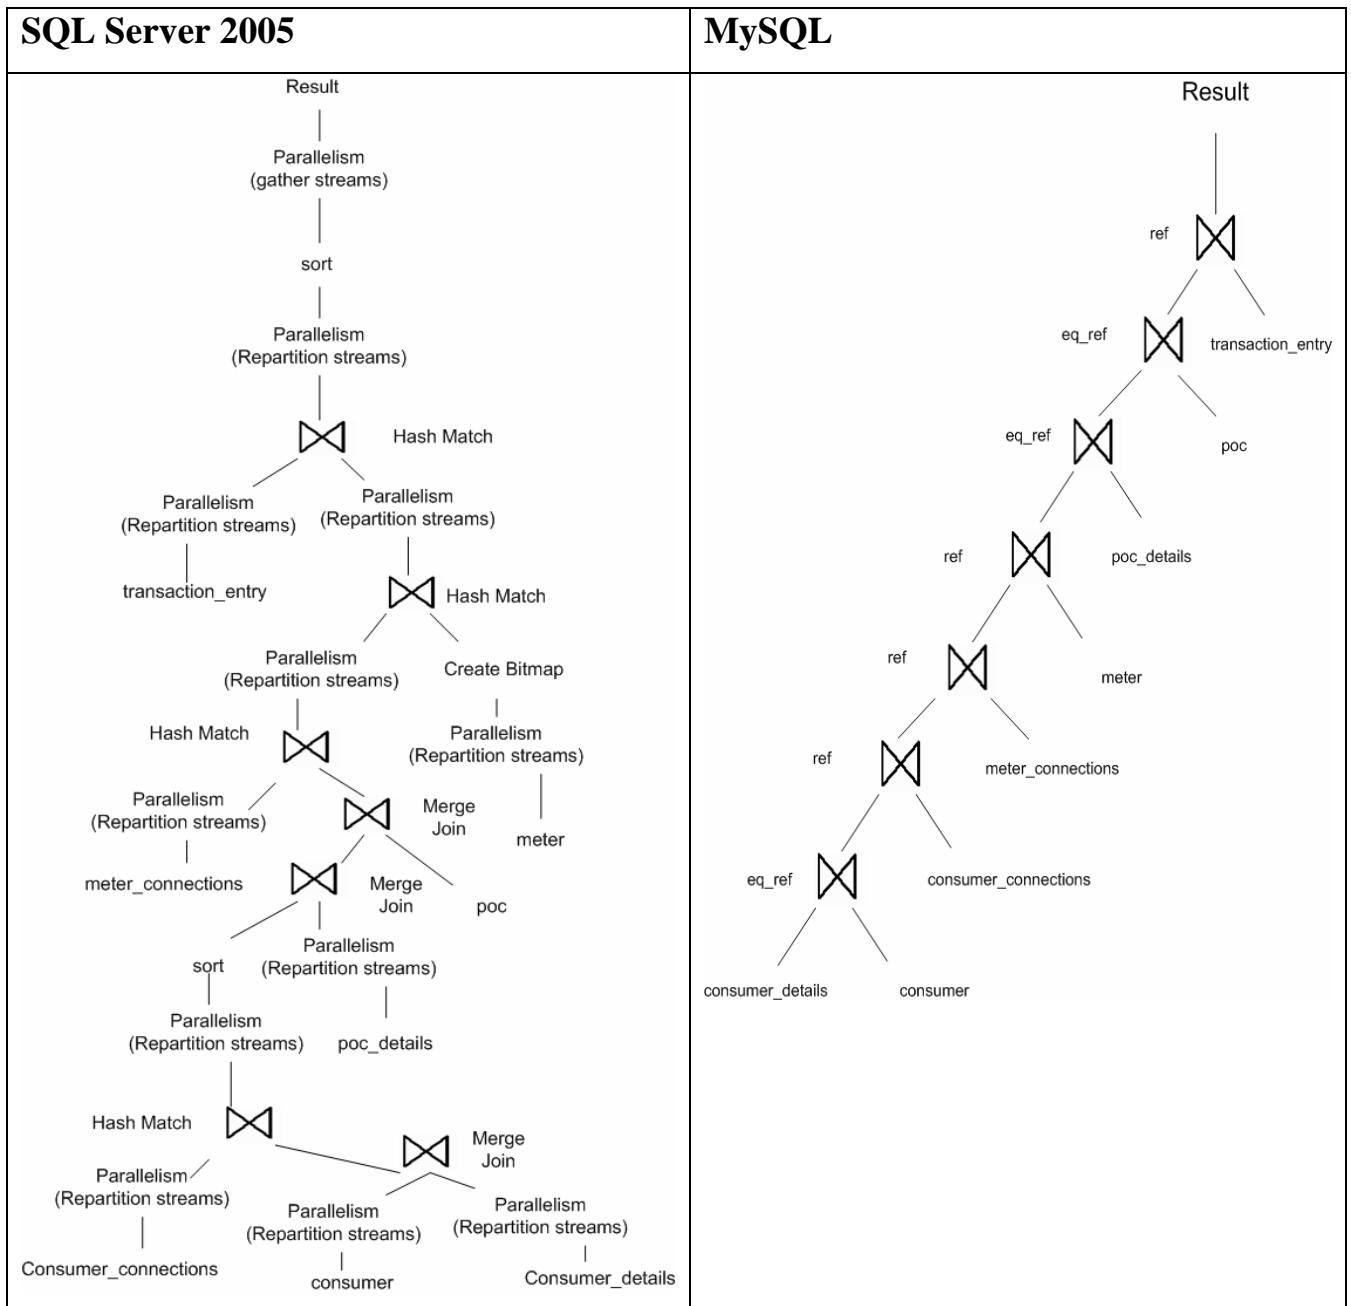 SQL Server 2005
Result
Parallelism
(gather streams)
sort
Parallelism
(Repartition streams)
Hash Match
Parallelism
(Repartition streams)
Parallelism
(Repartition streams)
transaction_entry
Hash Match
Parallelism
(Repartition streams)
Create Bitmap
Hash Match
Parallelism
(Repartition streams)
Parallelism
(Repartition streams)
Merge
Join
meter
meter_connections
Merge
Join
poc
sort
Parallelism
(Repartition streams)
Parallelism
(Repartition streams)
poc_details
Hash Match
Merge
Join
Parallelism
(Repartition streams)
Parallelism
(Repartition streams)
Parallelism
(Repartition streams)
Consumer_connections
consumer
Consumer_details
MySQL
Result
ref
eq_ref
transaction_entry
eq_ref
poc
ref
poc_details
ref
meter
ref
meter_connections
eq_ref
consumer_connections
consumer_details
consumer